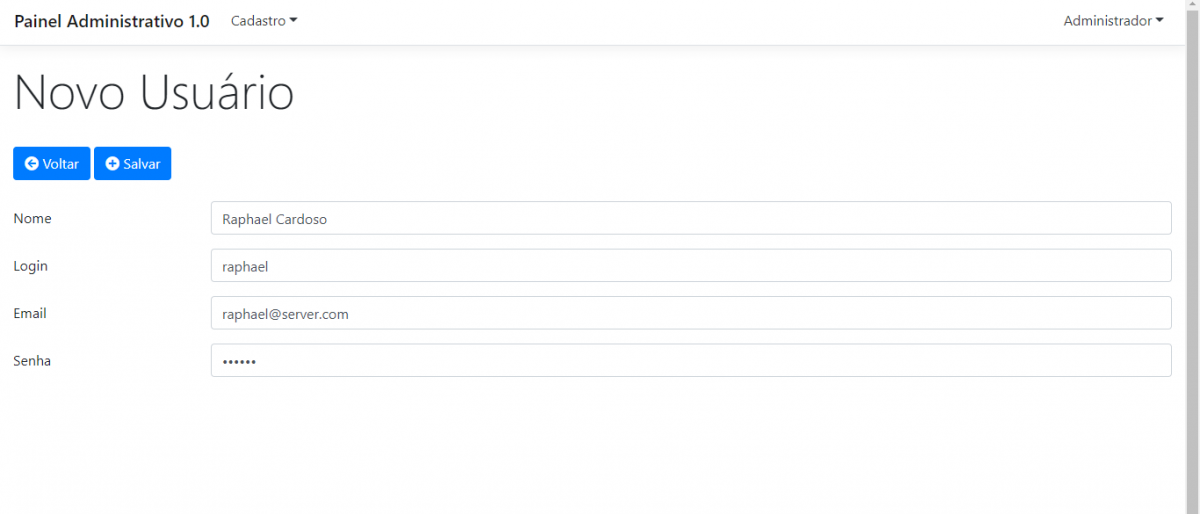 Painel Administrativo 1.0 Cadastro Administrador
Novo Usuário
Voltar Salvar
Nome Raphael Cardoso
Login raphael
Email raphael@server.com
Senha ••••••